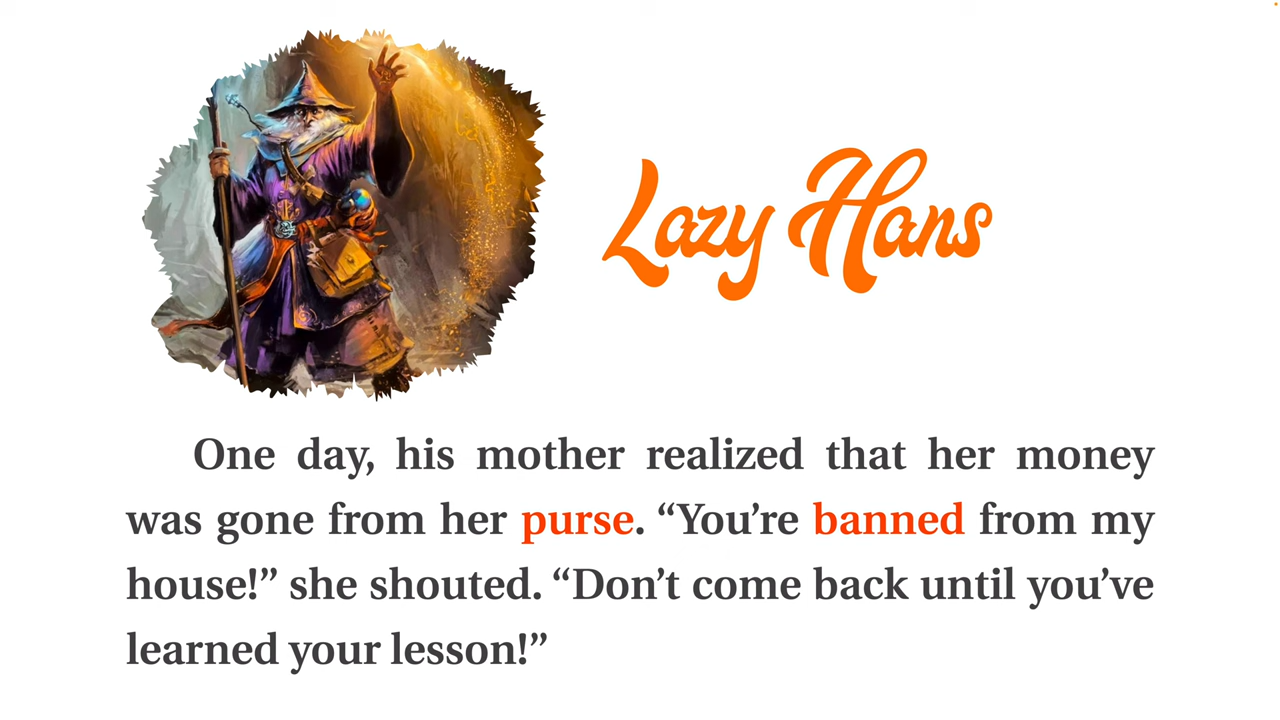 Lazy Hans
One day, his mother realized that her money
was gone from her purse. “You’re banned from my
house!” she shouted. “Don’t come back until you’ve
learned your lesson!”